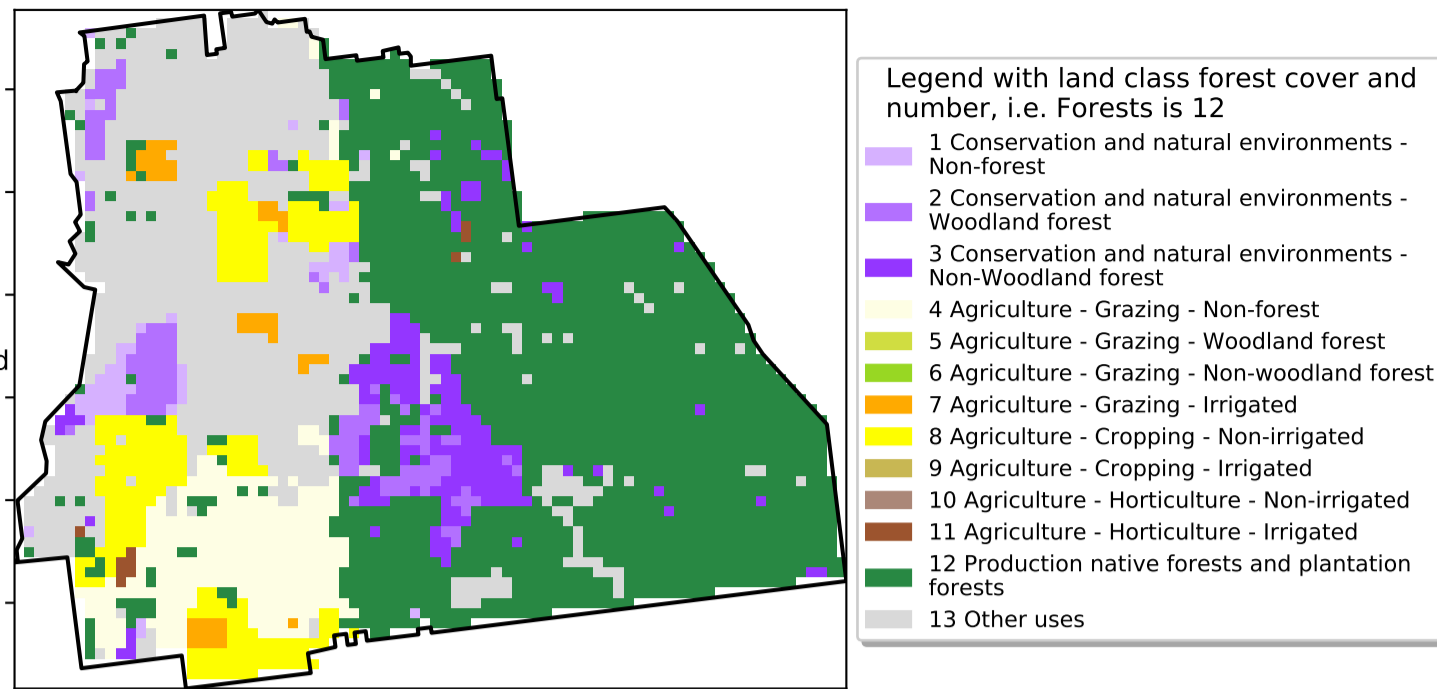 d
Legend with land class forest cover and
number, i.e. Forests is 12
1 Conservation and natural environments -
Non-forest
2 Conservation and natural environments -
Woodland forest
3 Conservation and natural environments -
Non-Woodland forest
4 Agriculture - Grazing - Non-forest
5 Agriculture - Grazing - Woodland forest
6 Agriculture - Grazing - Non-woodland forest
7 Agriculture - Grazing - Irrigated
8 Agriculture - Cropping - Non-irrigated
9 Agriculture - Cropping - Irrigated
10 Agriculture - Horticulture - Non-irrigated
11 Agriculture - Horticulture - Irrigated
12 Production native forests and plantation
forests
13 Other uses